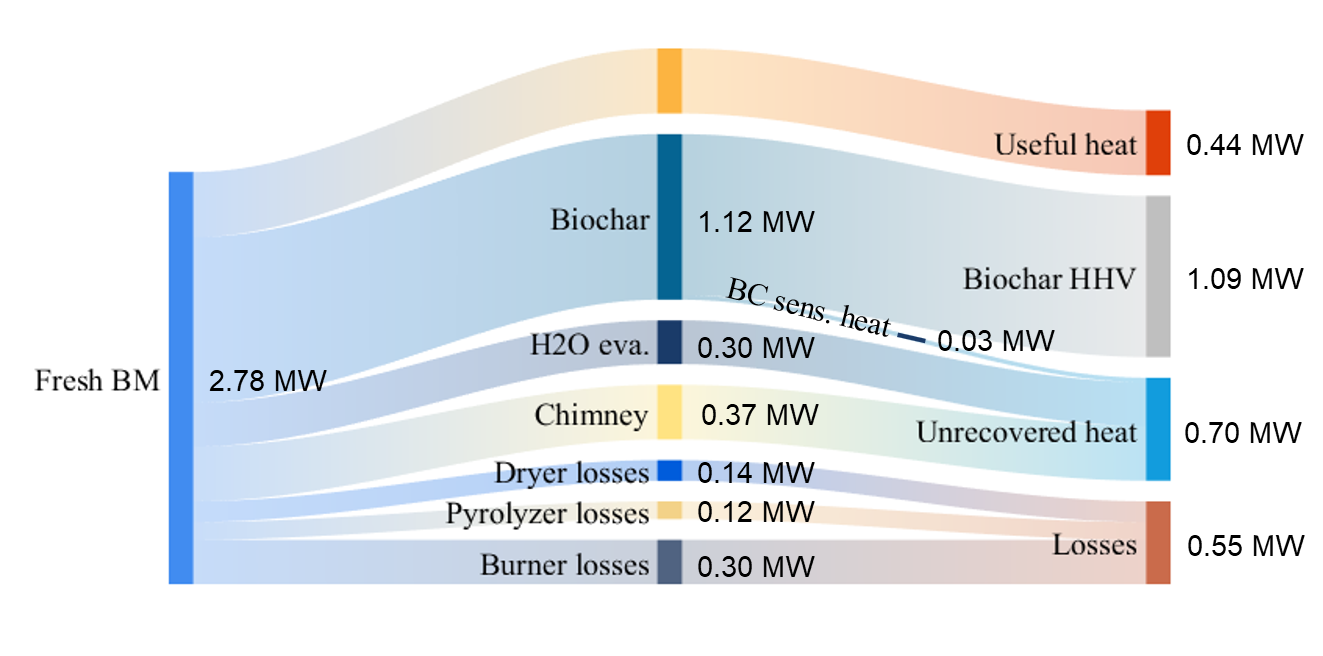 Useful heat 0.44 MW
Biochar 1.12 MW
BC sens. heat 0.03 MW
Biochar HHV 1.09 MW
H2O eva. 0.30 MW
Fresh BM 2.78 MW
Chimney 0.37 MW
Unrecovered heat 0.70 MW
Dryer losses 0.14 MW
Pyrolyzer losses 0.12 MW
Losses 0.55 MW
Burner losses 0.30 MW